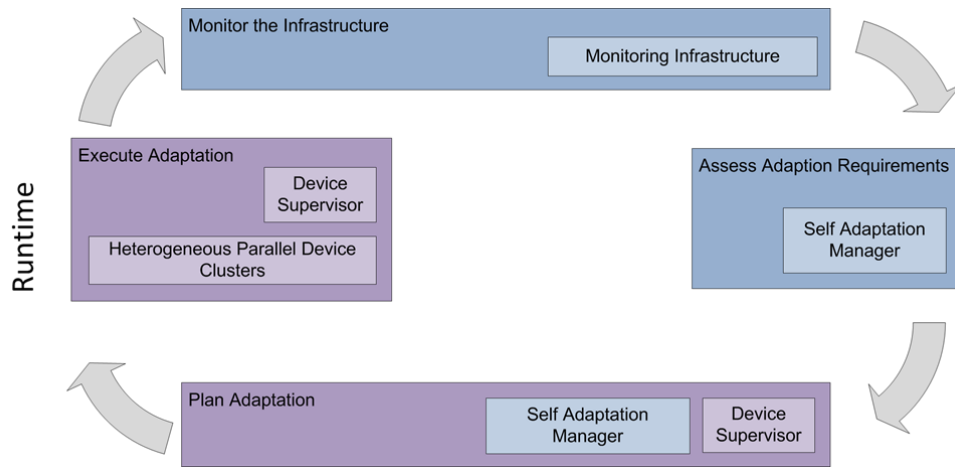 Monitor the Infrastructure
Monitoring Infrastructure
Execute Adaptation
Device
Supervisor
Heterogeneous Parallel Device
Clusters
Assess Adaption Requirements
Self Adaptation
Manager
Runtime
Plan Adaptation
Self Adaptation
Manager
Device
Supervisor